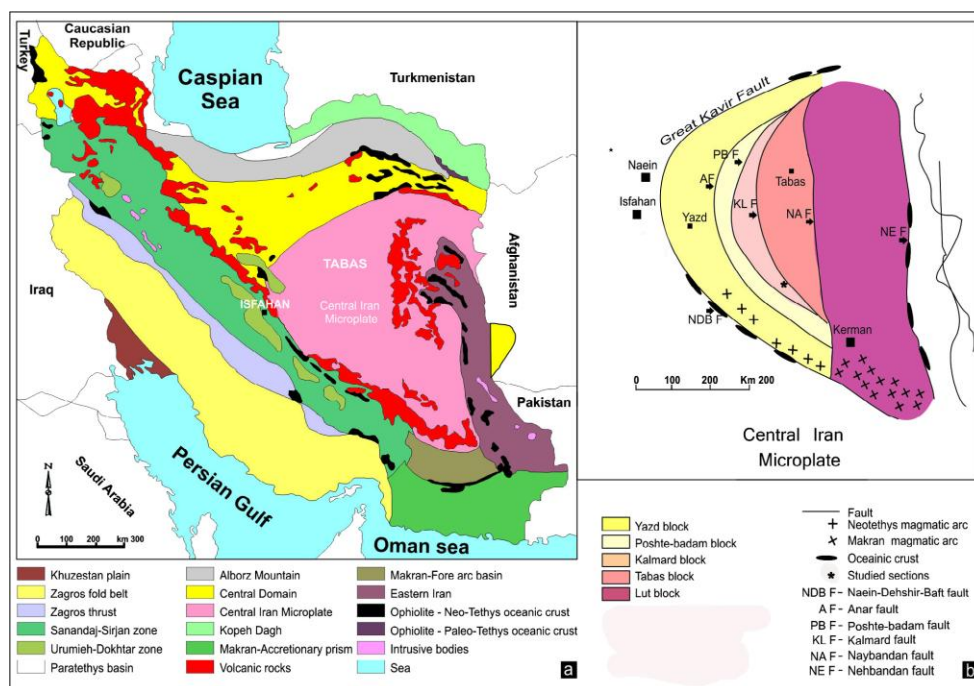 Turkey
Caucasian
Republic
Caspian
Sea
Turkmenistan
Iraq
TABAS
Central Iran
Microplate
ISFAHAN
Afghanistan
Pakistan
N
Saudi Arabia
Persian Gulf
Oman sea
0 100 200 km 300
a
Khuzestan plain
Zagros fold belt
Zagros thrust
Sanandaj-Sirjan zone
Urumieh-Dokhtar zone
Paratethys basin
Alborz Mountain
Central Domain
Central Iran Microplate
Kopeh Dagh
Makran-Accretionary prism
Volcanic rocks
Makran-Fore arc basin
Eastern Iran
Ophiolite - Neo-Tethys oceanic crust
Ophiolite - Paleo-Tethys oceanic crust
Intrusive bodies
Sea
Great Kavir Fault
Naein
Isfahan
PB F
AF
Tabas
KL F
NA F
Yazd
NE F
NDB F
Kerman
0 100 200 Km 200
Central Iran
Microplate
Yazd block
Poshte-badam block
Kalmard block
Tabas block
Lut block
Fault
Neotethys magmatic arc
Makran magmatic arc
Oceainic crust
Studied sections
NDB F- Naein-Dehshir-Baft fault
A F - Anar fault
PB F - Poshte-badam fault
KL F - Kalmard fault
NA F - Naybandan fault
NE F - Nehbandan fault
b